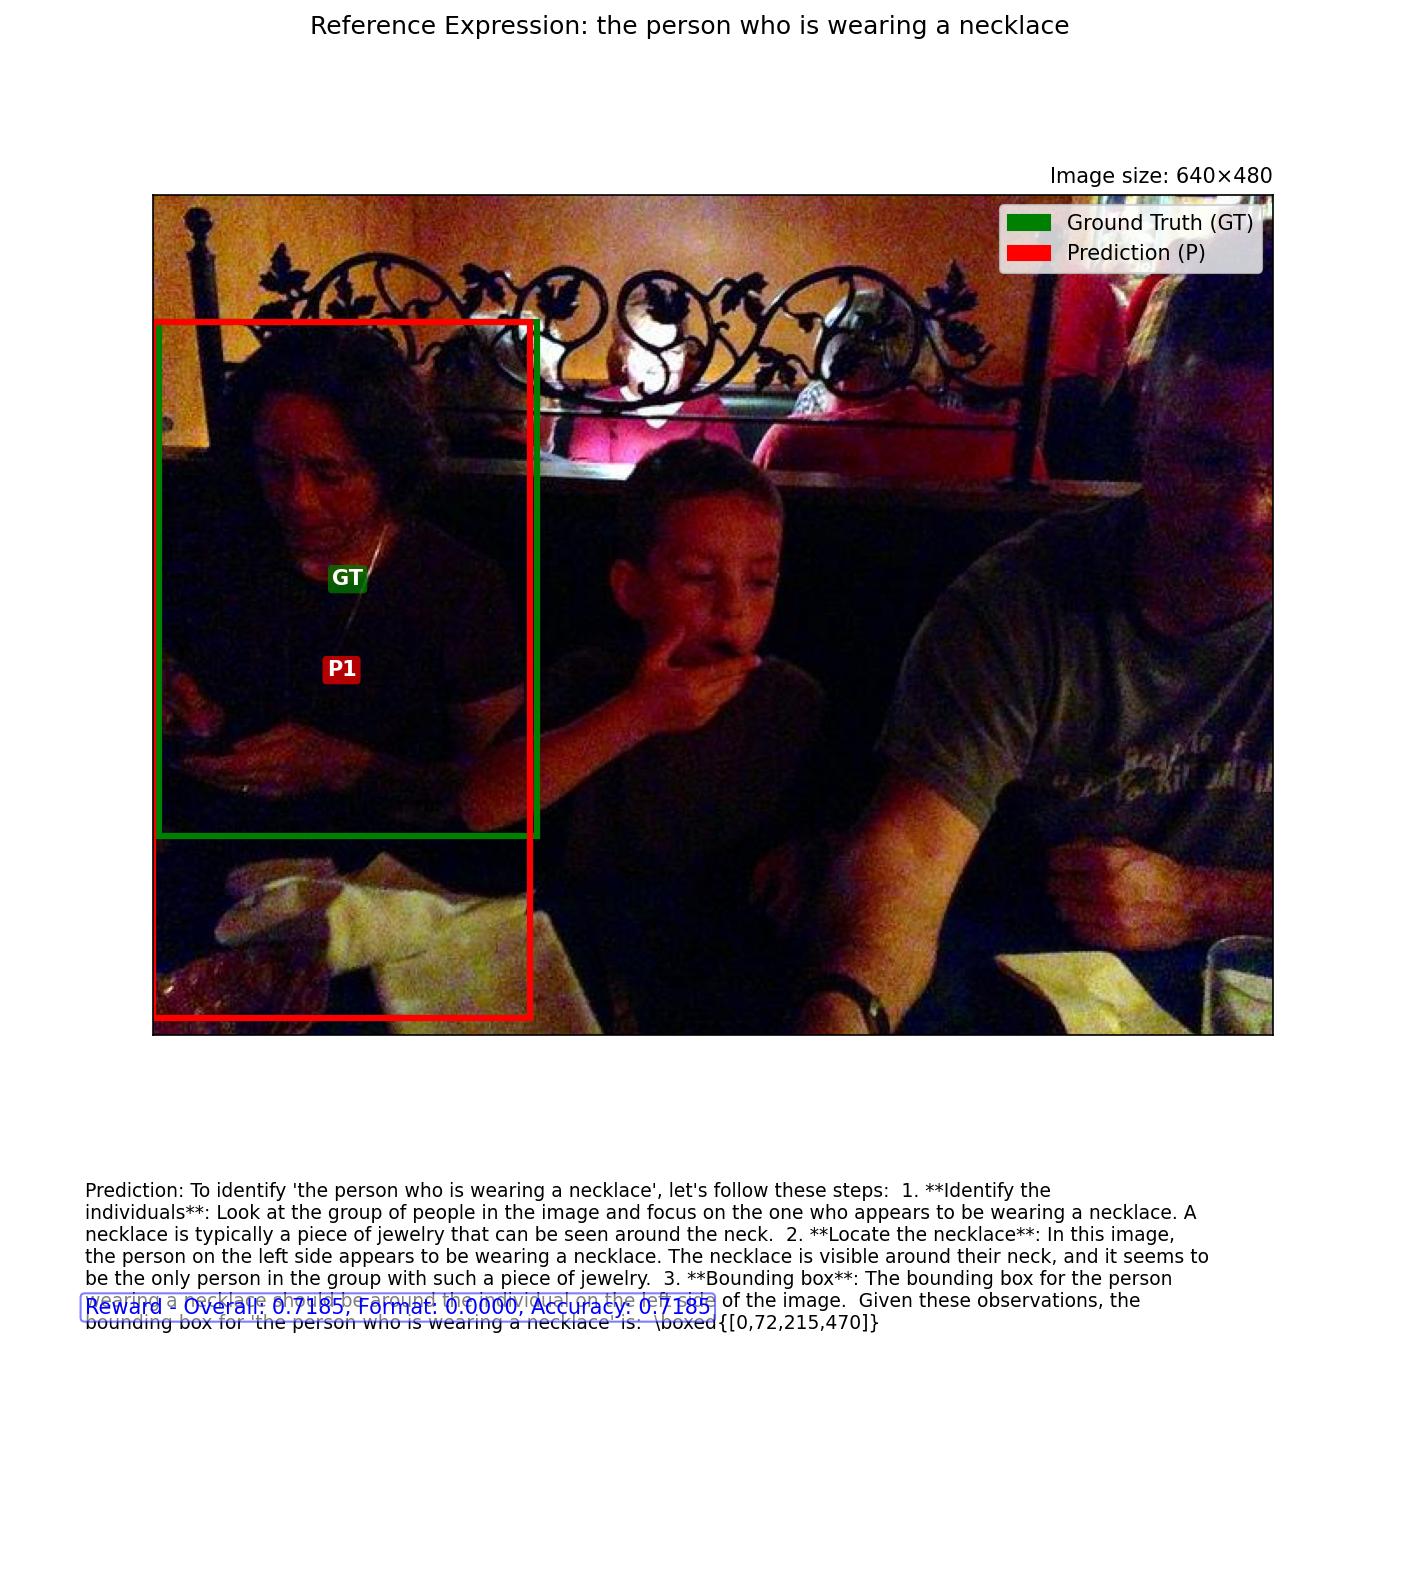 Reference Expression: the person who is wearing a necklace
Image size: 640×480
Ground Truth (GT)
Prediction (P)
GT
P1
Prediction: To identify 'the person who is wearing a necklace', let's follow these steps:  1. **Identify the
individuals**: Look at the group of people in the image and focus on the one who appears to be wearing a necklace. A
necklace is typically a piece of jewelry that can be seen around the neck.  2. **Locate the necklace**: In this image,
the person on the left side appears to be wearing a necklace. The necklace is visible around their neck, and it seems to
be the only person in the group with such a piece of jewelry.  3. **Bounding box**: The bounding box for the person
wearing a necklace should be around the individual on the left side of the image.  Given these observations, the
Reward - Overall: 0.7185, Format: 0.0000, Accuracy: 0.7185
bounding box for 'the person who is wearing a necklace' is:  \boxed{[0,72,215,470]}